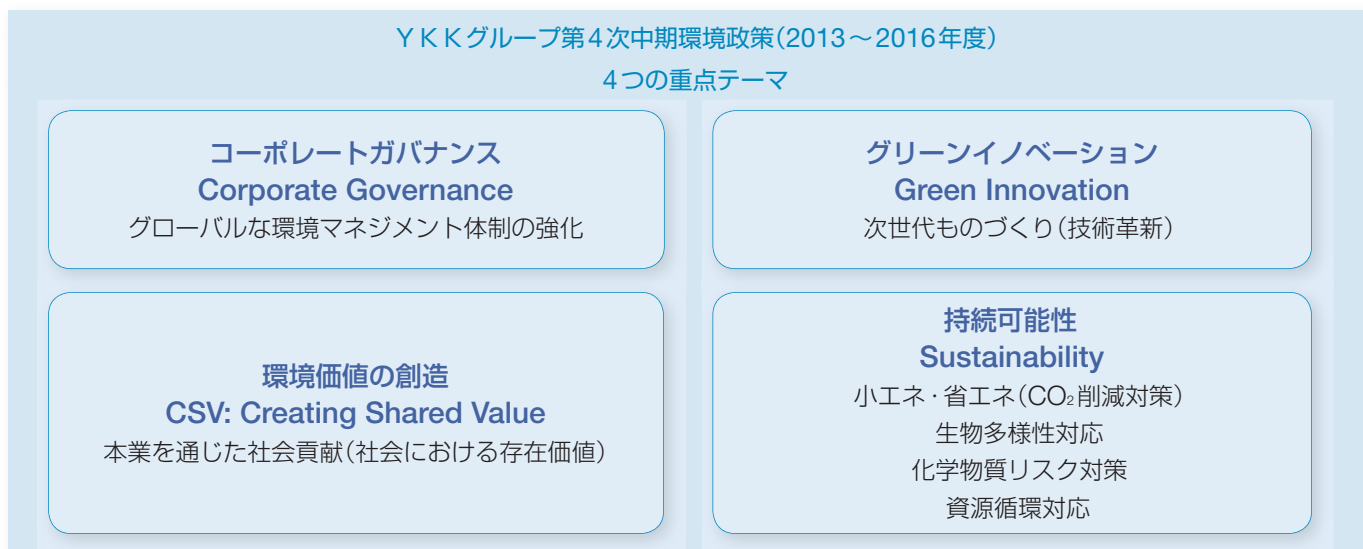 ＹＫＫグループ第4次中期環境政策（2013～2016年度）
4つの重点テーマ
コーポレートガバナンス
Corporate Governance
グローバルな環境マネジメント体制の強化
グリーンイノベーション
Green Innovation
次世代ものづくり（技術革新）
環境価値の創造
CSV: Creating Shared Value
本業を通じた社会貢献（社会における存在価値）
持続可能性
Sustainability
小エネ・省エネ（CO₂削減対策）
生物多様性対応
化学物質リスク対策
資源循環対応